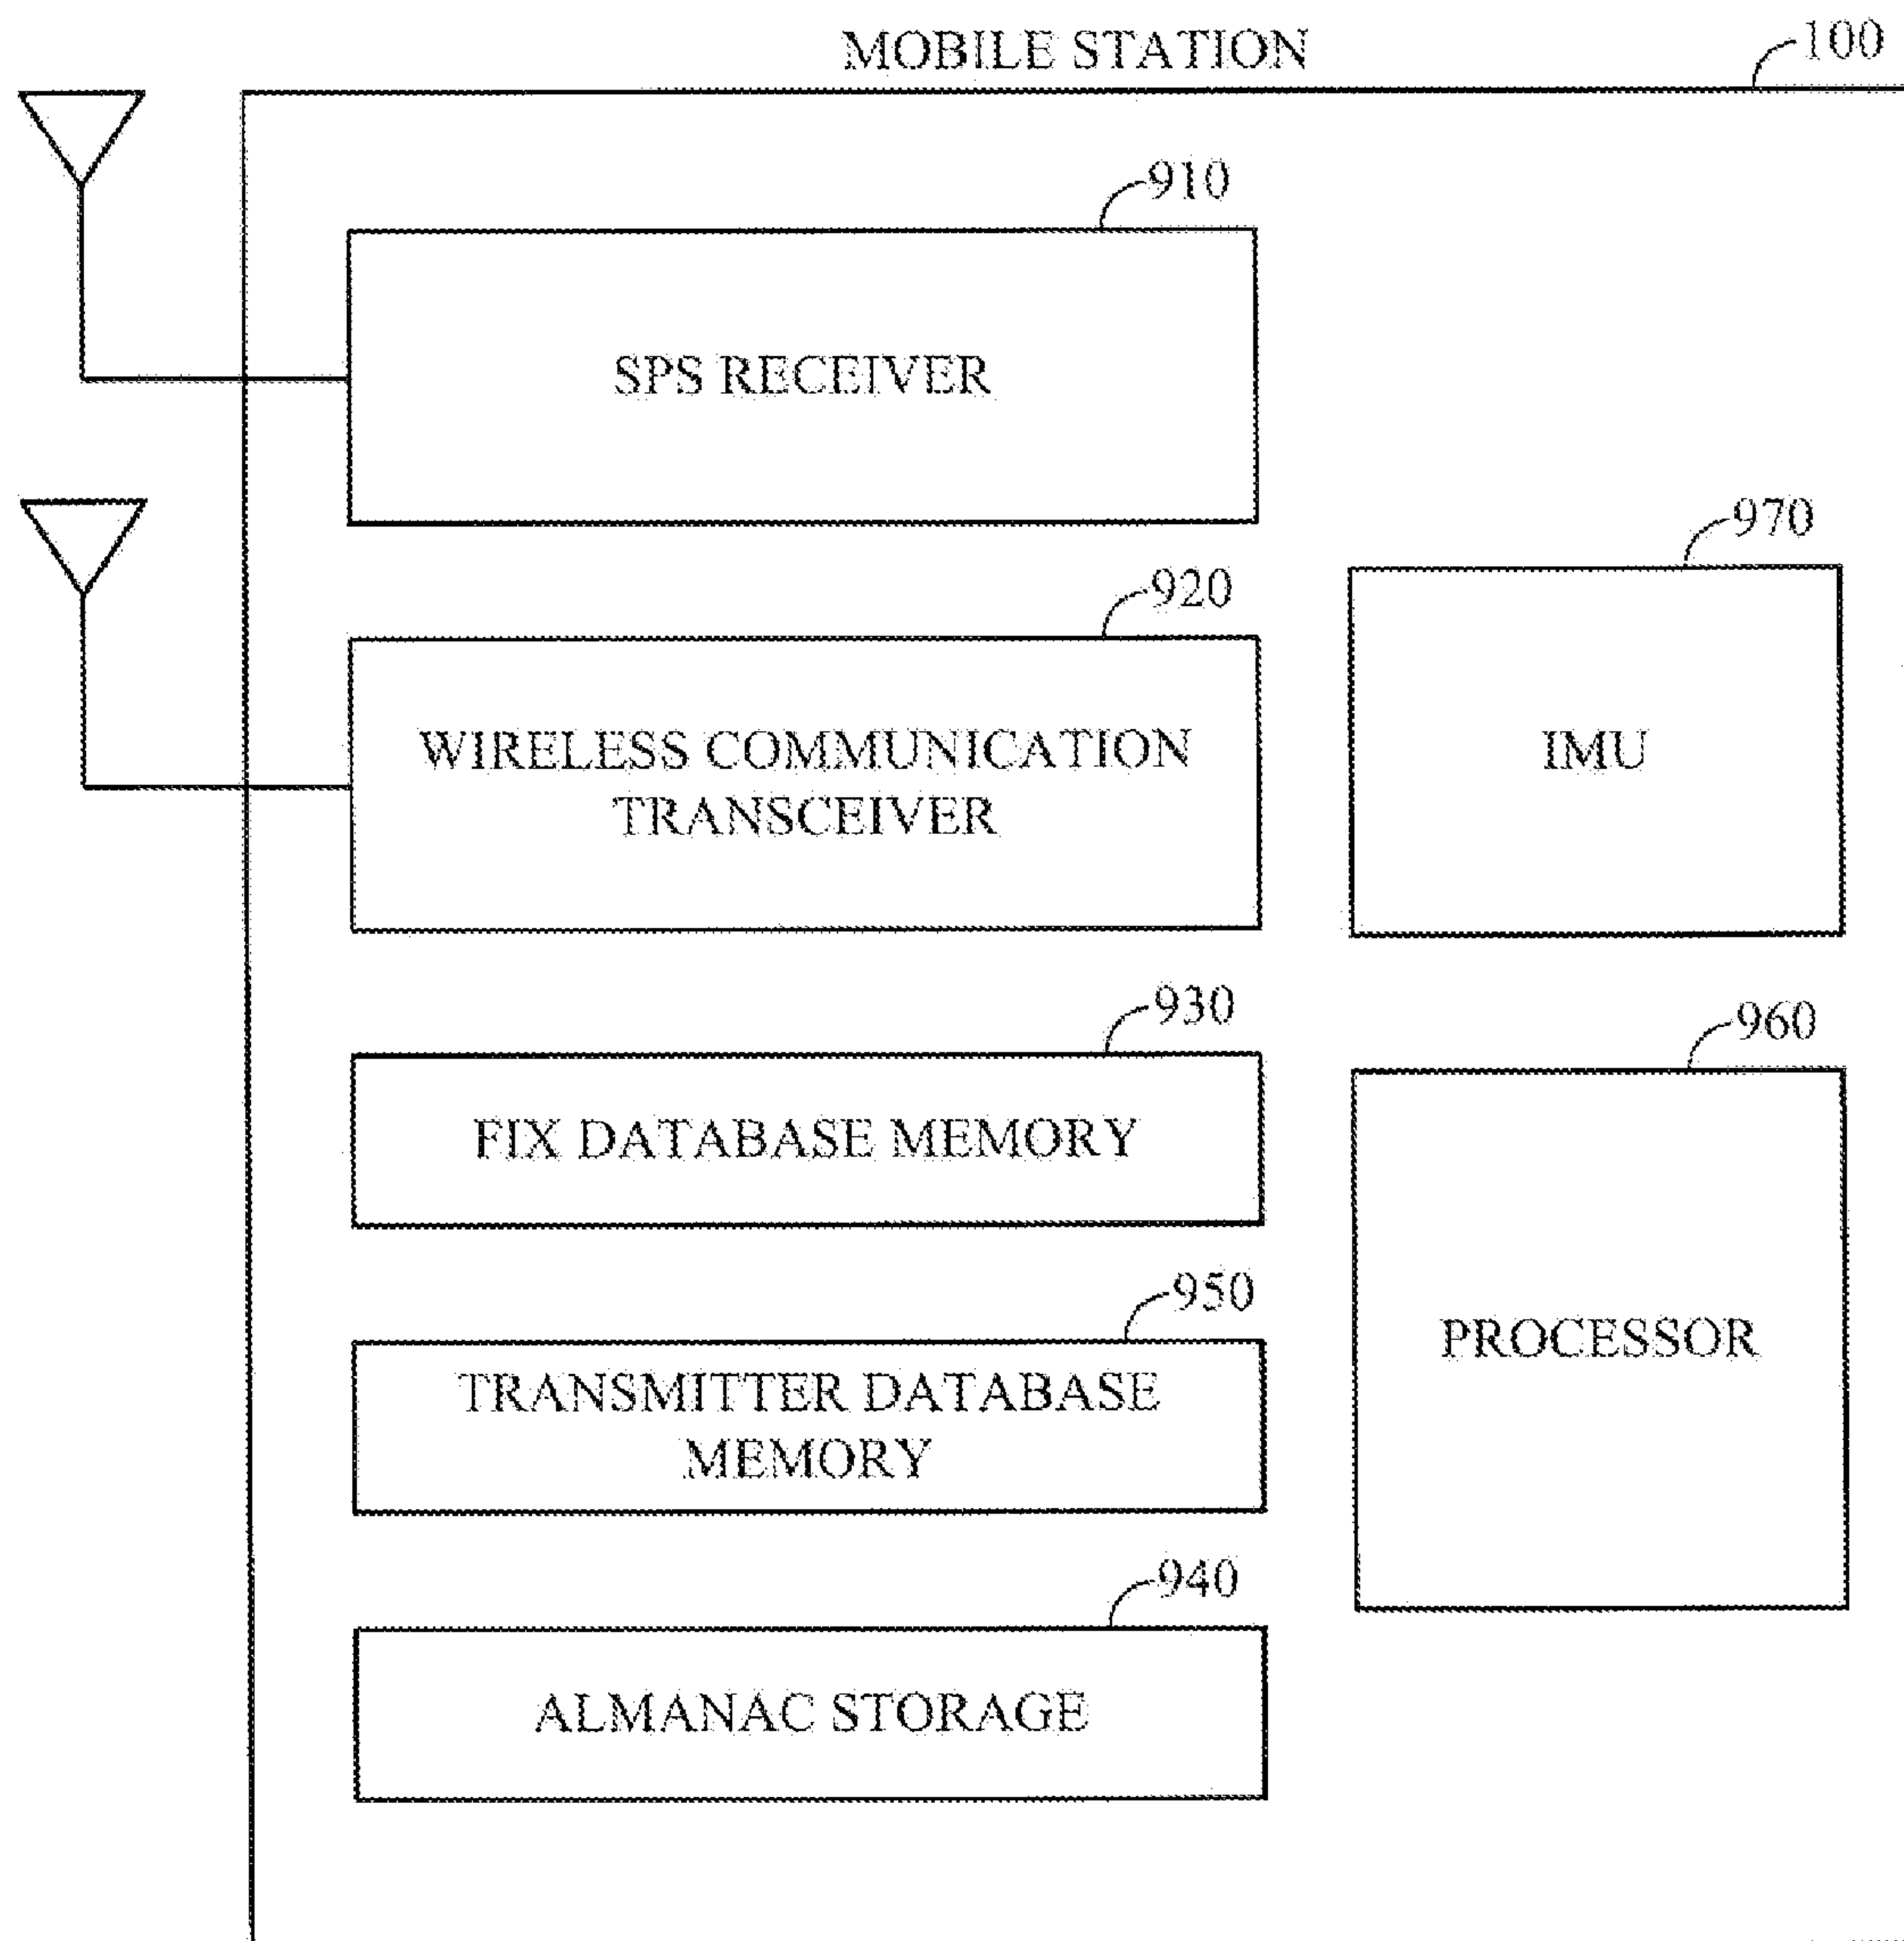 MOBILE STATION
100
910
SPS RECEIVER
920
WIRELESS COMMUNICATION
TRANSCEIVER
970
IMU
930
FIX DATABASE MEMORY
960
PROCESSOR
950
TRANSMITTER DATABASE
MEMORY
940
ALMANAC STORAGE